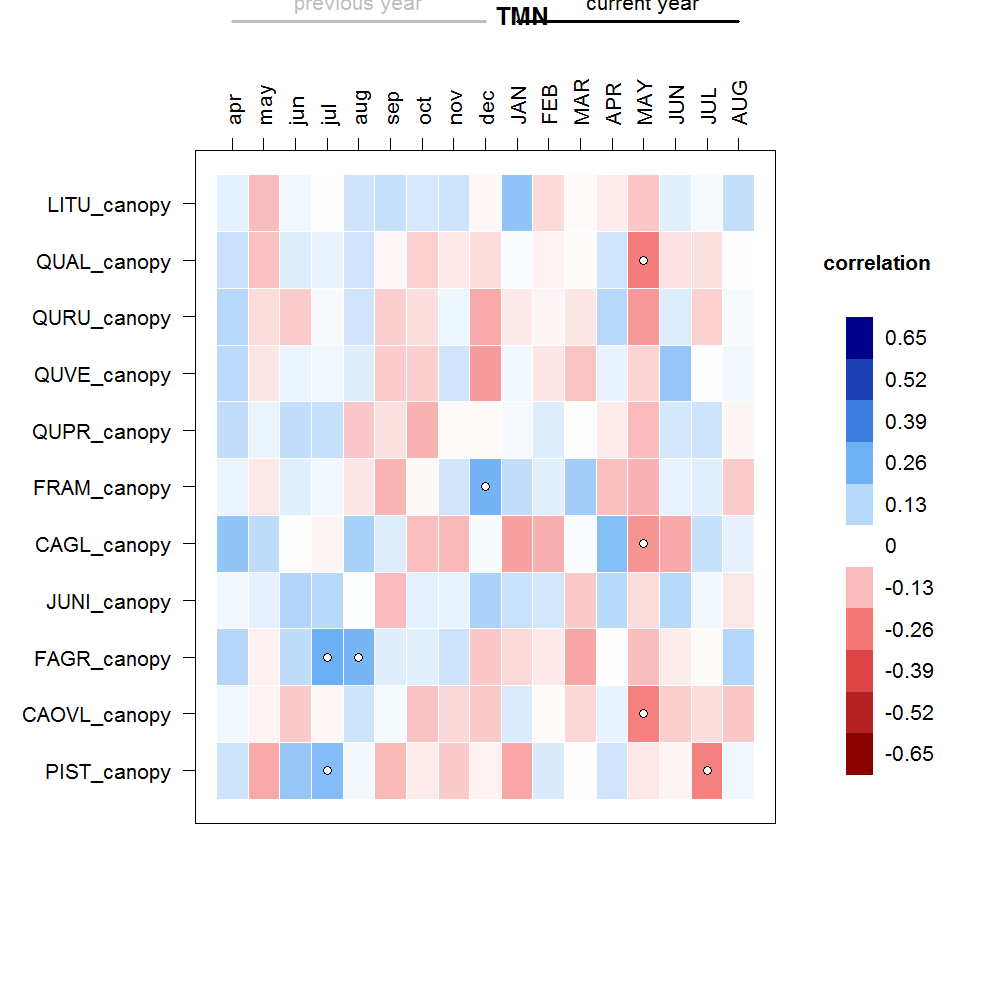 previous year
current year
TMN
apr may jun jul aug sep oct nov dec JAN FEB MAR APR MAY JUN JUL AUG
LITU_canopy
QUAL_canopy
QURU_canopy
QUVE_canopy
QUPR_canopy
FRAM_canopy
CAGL_canopy
JUNI_canopy
FAGR_canopy
CAOVL_canopy
PIST_canopy
correlation
0.65
0.52
0.39
0.26
0.13
0
-0.13
-0.26
-0.39
-0.52
-0.65